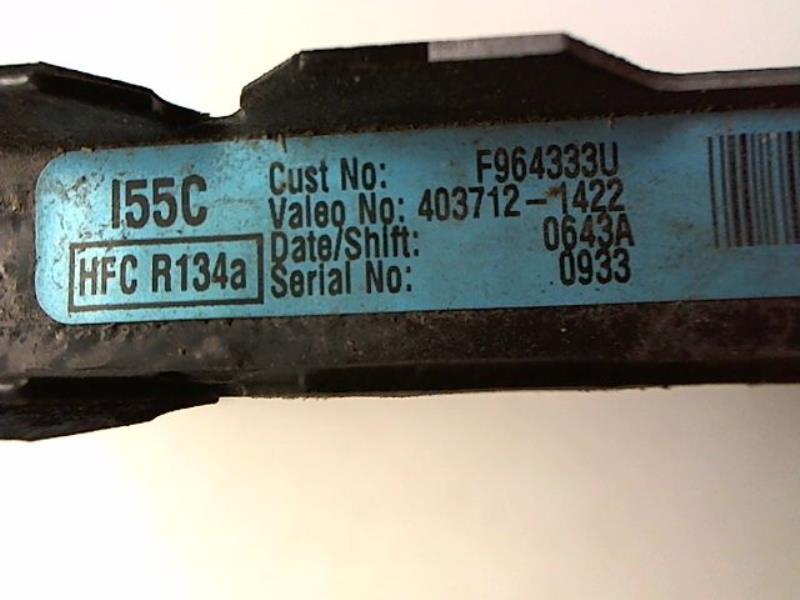 I55C
HFC R134a
Cust No: F964333U
Valeo No: 403712-1422
Date/Shift: 0643A
Serial No: 0933